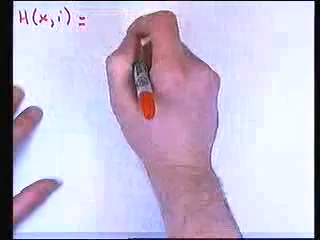 H(x,i) =